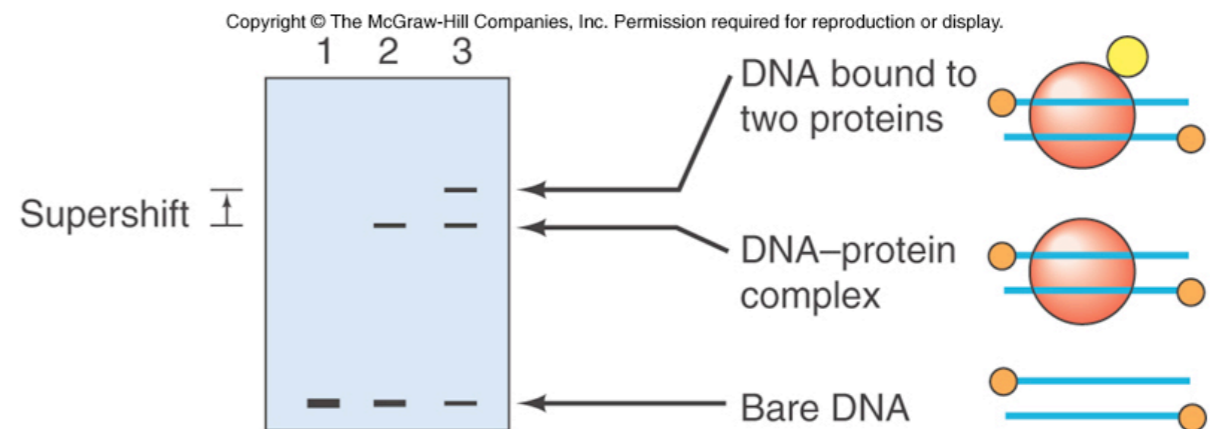 Copyright © The McGraw-Hill Companies, Inc. Permission required for reproduction or display.
1 2 3
DNA bound to
two proteins
Supershift
DNA–protein
complex
Bare DNA